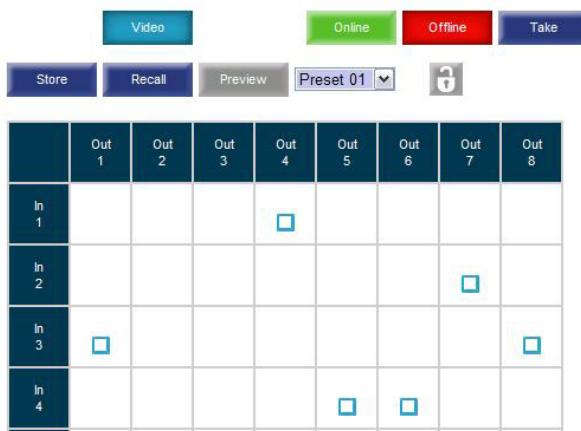 Video Online Offline Take
Store Recall Preview Preset 01
Out 1 Out 2 Out 3 Out 4 Out 5 Out 6 Out 7 Out 8
In 1
In 2
In 3
In 4